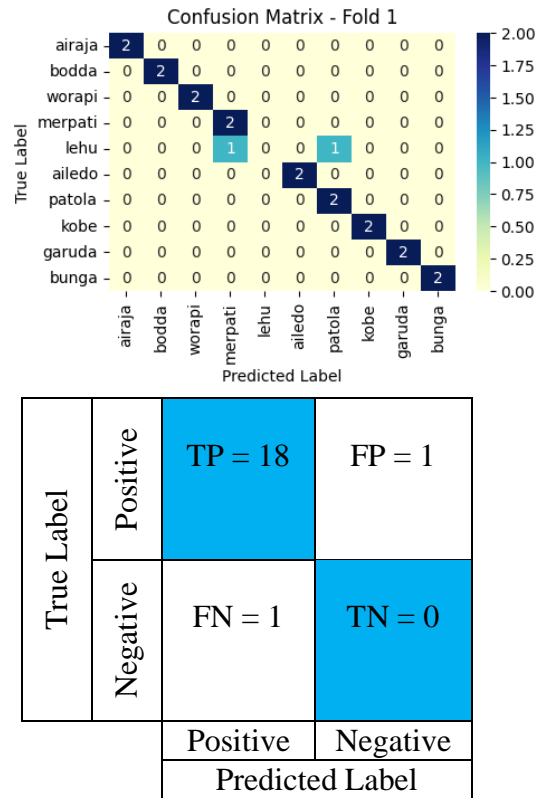 Confusion Matrix - Fold 1
True Label
airaja 2 0 0 0 0 0 0 0 0 0
bodda 0 2 0 0 0 0 0 0 0 0
worapi 0 0 2 0 0 0 0 0 0 0
merpati 0 0 0 2 0 0 0 0 0 0
lehu 0 0 0 1 0 0 1 0 0 0
ailedo 0 0 0 0 0 2 0 0 0 0
patola 0 0 0 0 0 0 2 0 0 0
kobe 0 0 0 0 0 0 0 2 0 0
garuda 0 0 0 0 0 0 0 0 2 0
bunga 0 0 0 0 0 0 0 0 0 2
airaja bodda worapi merpati lehu ailedo patola kobe garuda bunga
Predicted Label
2.00
1.75
1.50
1.25
1.00
0.75
0.50
0.25
0.00
True Label
Positive
TP = 18 FP = 1
Negative
FN = 1 TN = 0
Positive Negative
Predicted Label